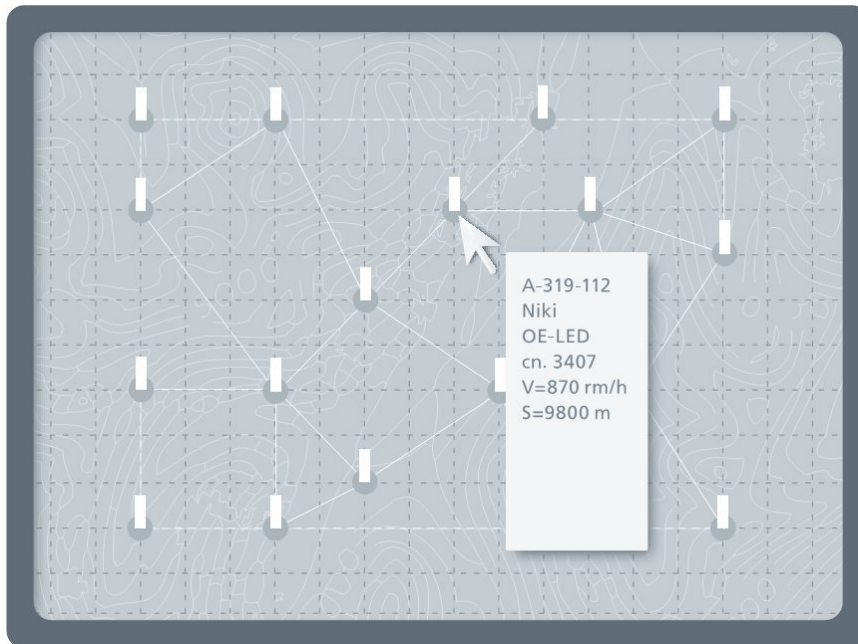 A-319-112
Niki
OE-LED
cn. 3407
V=870 rm/h
S=9800 m